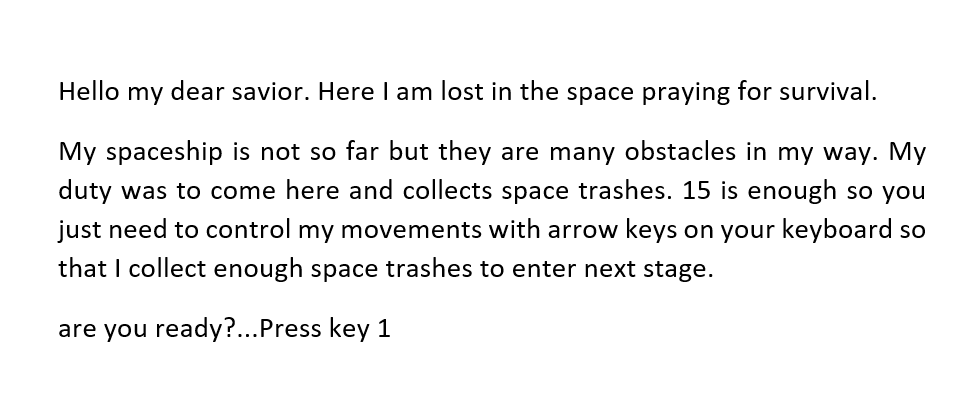 Hello my dear savior. Here I am lost in the space praying for survival.
My spaceship is not so far but they are many obstacles in my way. My
duty was to come here and collects space trashes. 15 is enough so you
just need to control my movements with arrow keys on your keyboard so
that I collect enough space trashes to enter next stage.
are you ready?...Press key 1